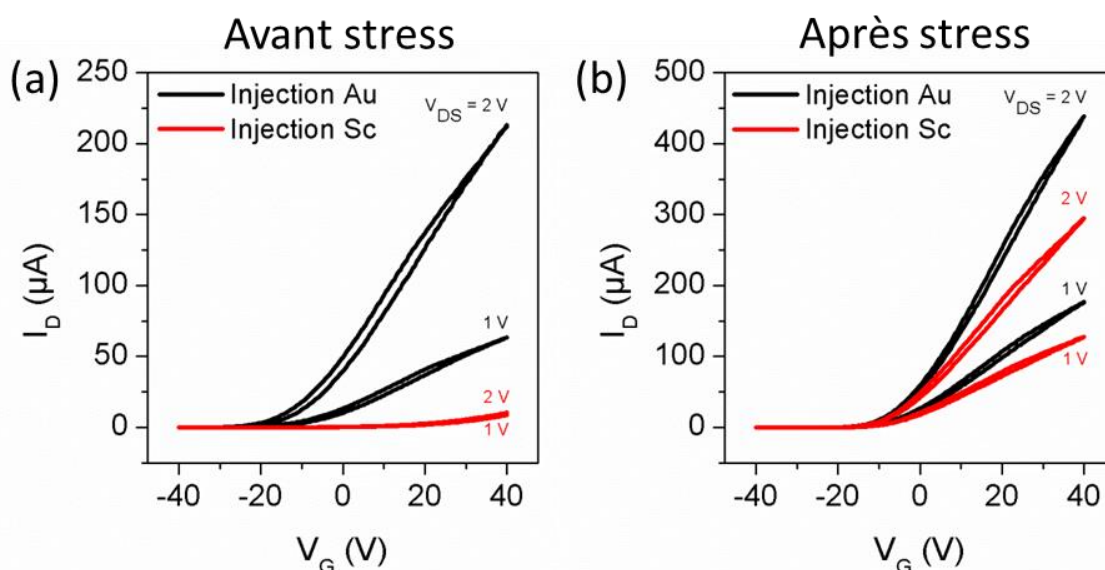 Avant stress
Après stress
(a)
250
200
150
100
50
0
I_D (µA)
Injection Au
Injection Sc
V_DS = 2 V
1 V
2 V
1 V
-40
-20
0
20
40
V_G (V)
(b)
500
400
300
200
100
0
I_D (µA)
Injection Au
Injection Sc
V_DS = 2 V
2 V
1 V
1 V
-40
-20
0
20
40
V_G (V)